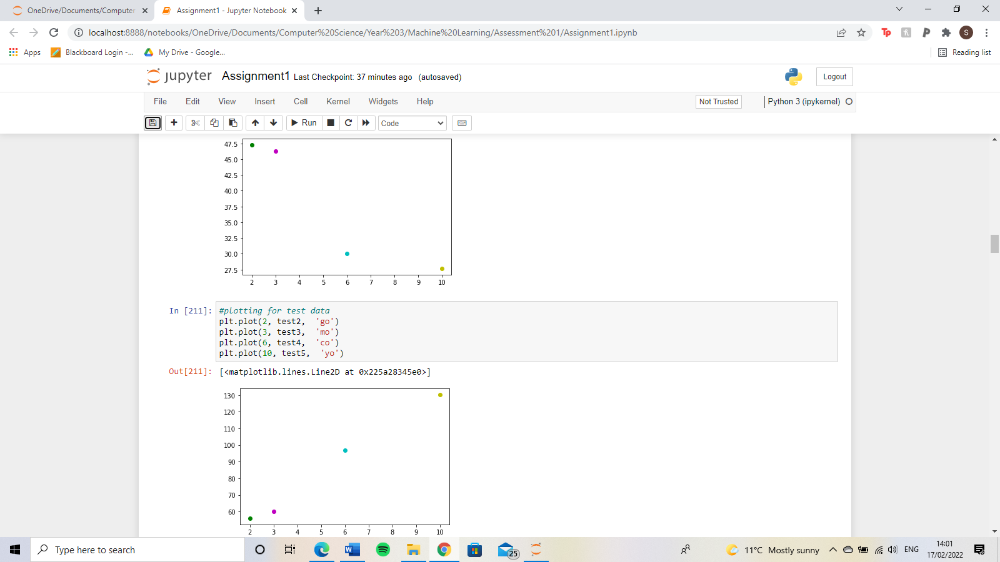 OneDrive/Documents/Computer
Assignment1 - Jupyter Notebook
localhost:8888/notebooks/OneDrive/Documents/Computer%20Science/Year%203/Machine%20Learning/Assessment%201/Assignment1.ipynb
Tp
S
Apps
Blackboard Login -...
My Drive - Google...
Reading list
jupyter
Assignment1 Last Checkpoint: 37 minutes ago (autosaved)
Logout
File Edit View Insert Cell Kernel Widgets Help
Not Trusted
Python 3 (ipykernel)
Run
Code
47.5
45.0
42.5
40.0
37.5
35.0
32.5
30.0
27.5
2 3 4 5 6 7 8 9 10
In [211]:
#plotting for test data
plt.plot(2, test2,  'go')
plt.plot(3, test3,  'mo')
plt.plot(6, test4,  'co')
plt.plot(10, test5,  'yo')
Out[211]: [<matplotlib.lines.Line2D at 0x225a28345e0>]
130
120
110
100
90
80
70
60
2 3 4 5 6 7 8 9 10
Type here to search
W
25
11°C Mostly sunny
ENG
14:01
17/02/2022